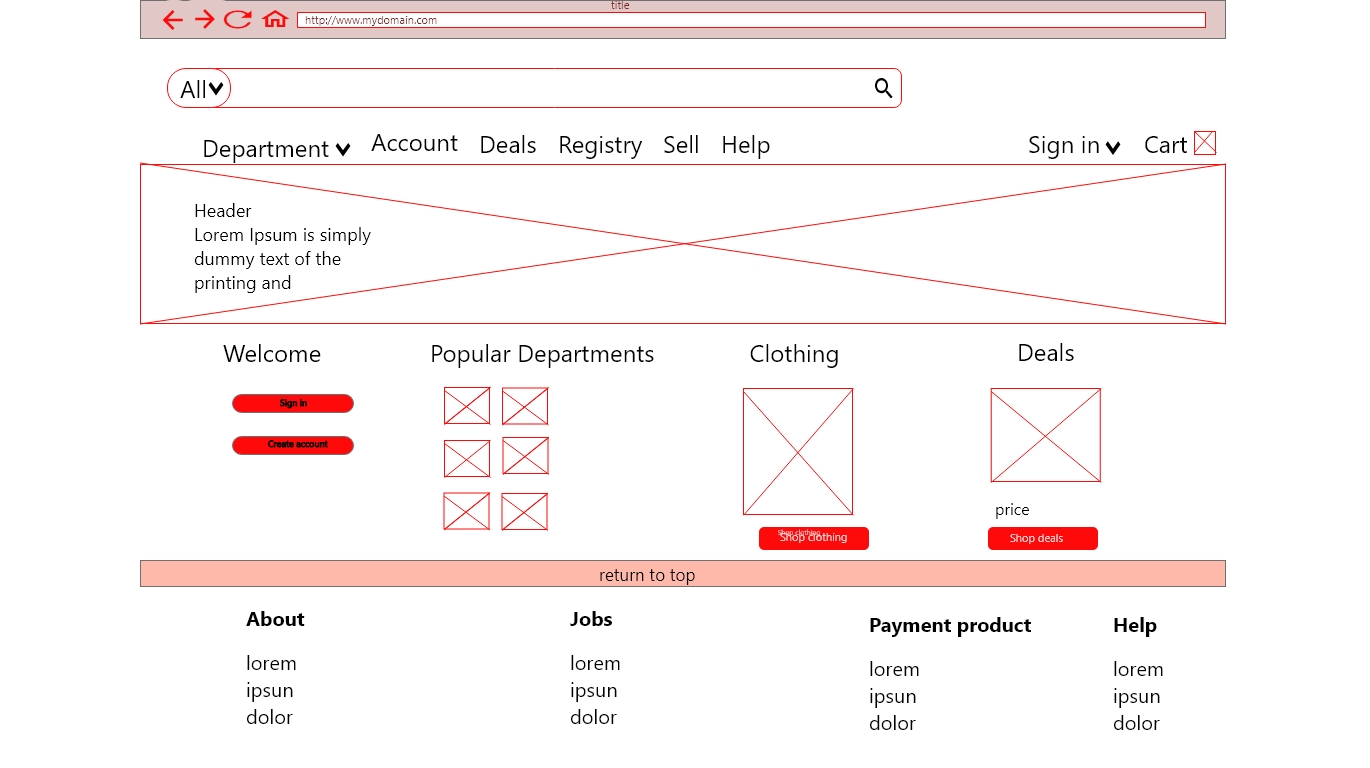 title
http://www.mydomain.com
All
Department Account Deals Registry Sell Help Sign in Cart
Header
Lorem Ipsum is simply
dummy text of the
printing and
Welcome Popular Departments Clothing Deals
Sign in
Create account
price
Shop clothing
Shop clothing
Shop deals
return to top
About Jobs Payment product Help
lorem lorem lorem lorem
ipsun ipsun ipsun ipsun
dolor dolor dolor dolor